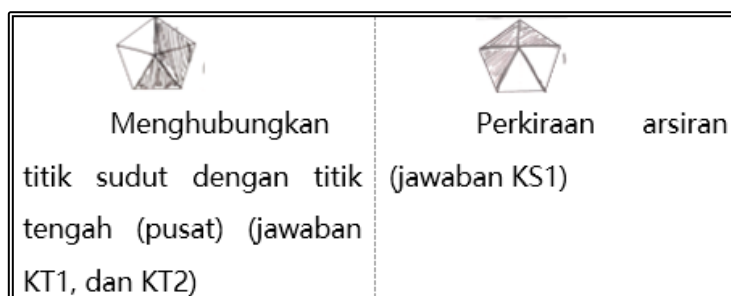 Menghubungkan
titik sudut dengan titik
tengah (pusat) (jawaban
KT1, dan KT2)
Perkiraan arsiran
(jawaban KS1)